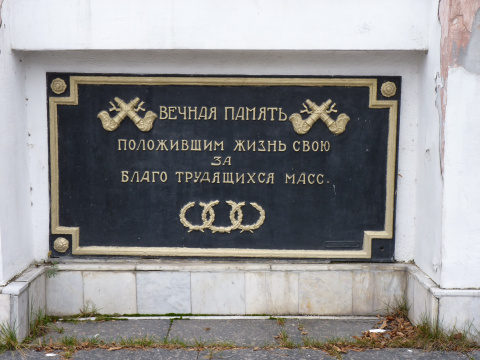 ВЕЧНАЯ ПАМЯТЬ
ПОЛОЖИВШИМ ЖИЗНЬ СВОЮ
ЗА
БЛАГО ТРУДЯЩИХСЯ МАСС.